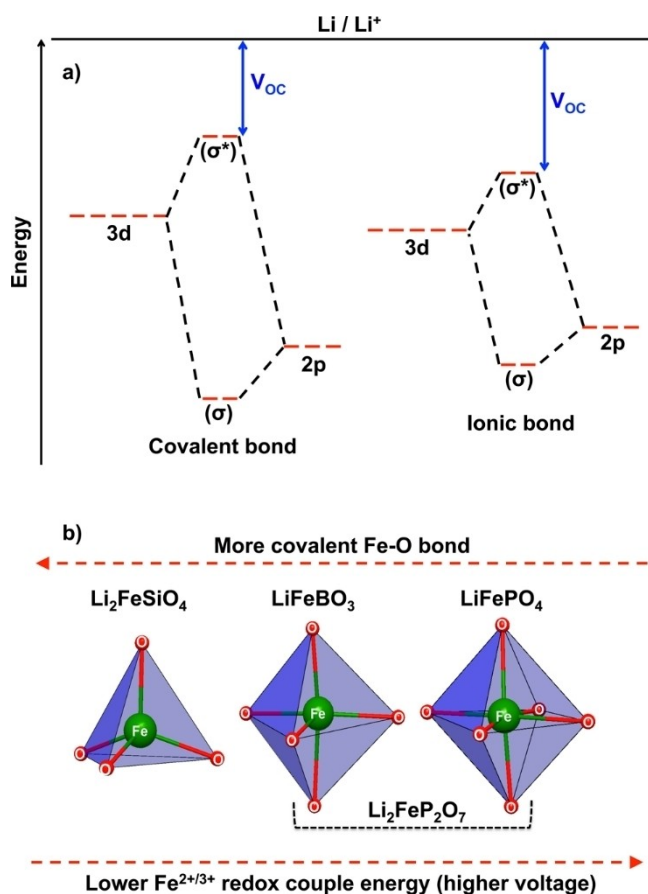 Li / Li⁺
a)
V_OC
V_OC
(σ*)
(σ*)
3d
3d
Energy
2p
2p
(σ)
(σ)
Covalent bond
Ionic bond
b)
More covalent Fe-O bond
Li₂FeSiO₄ LiFeBO₃ LiFePO₄
O O O
Fe Fe Fe
O O O O O O O
O O O O
O O
Li₂FeP₂O₇
Lower Fe²⁺/³⁺ redox couple energy (higher voltage)